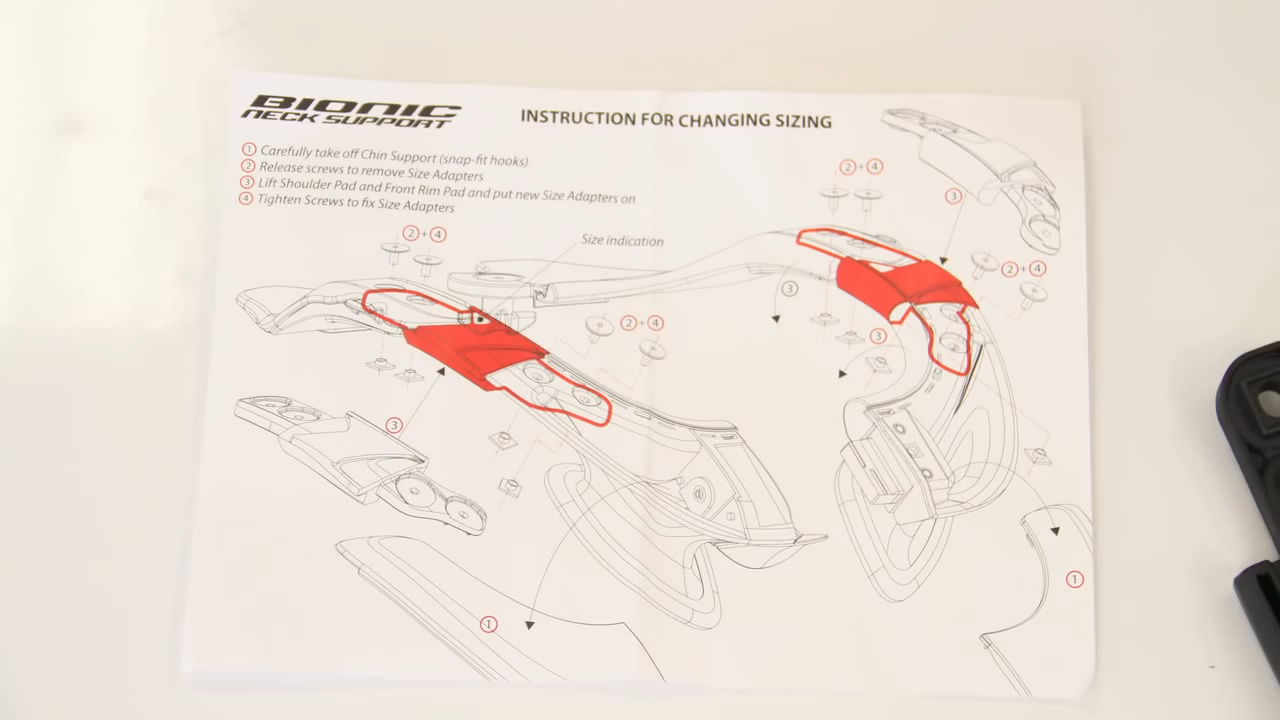 BIONIC
NECK SUPPORT
INSTRUCTION FOR CHANGING SIZING
1 Carefully take off Chin Support (snap-fit hooks)
2 Release screws to remove Size Adapters
3 Lift Shoulder Pad and Front Rim Pad and put new Size Adapters on
4 Tighten Screws to fix Size Adapters
2+4
3
2+4
Size indication
2+4
3
2+4
3
3
1
1